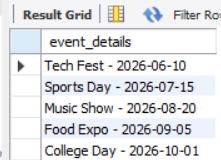 Result Grid Filter Ro
event_details
Tech Fest - 2026-06-10
Sports Day - 2026-07-15
Music Show - 2026-08-20
Food Expo - 2026-09-05
College Day - 2026-10-01